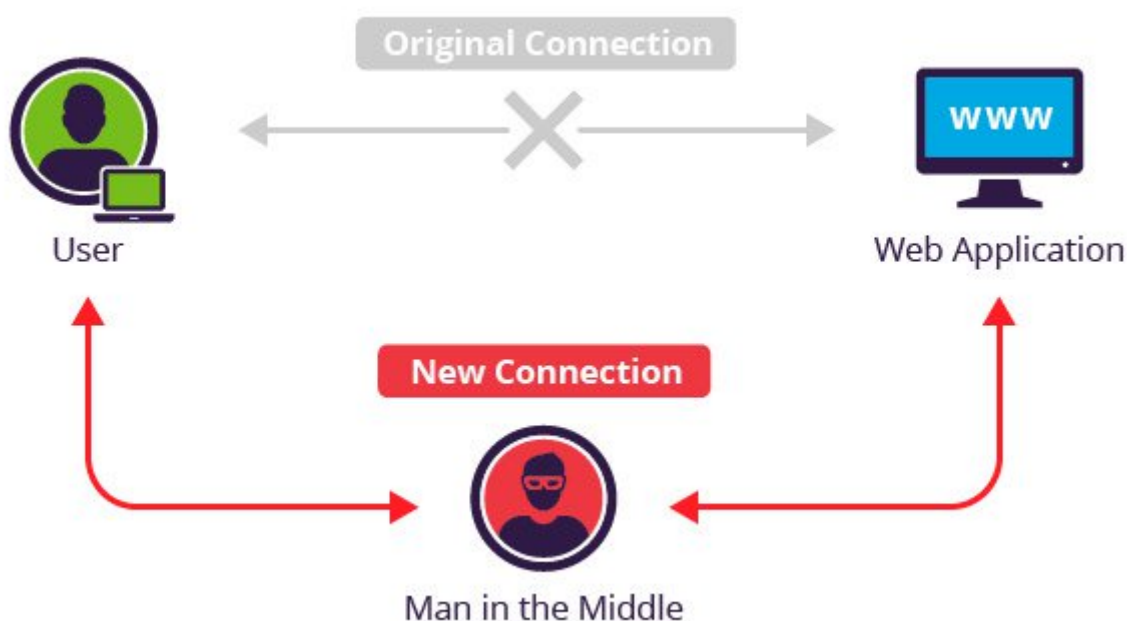 Original Connection
www
User
Web Application
New Connection
Man in the Middle